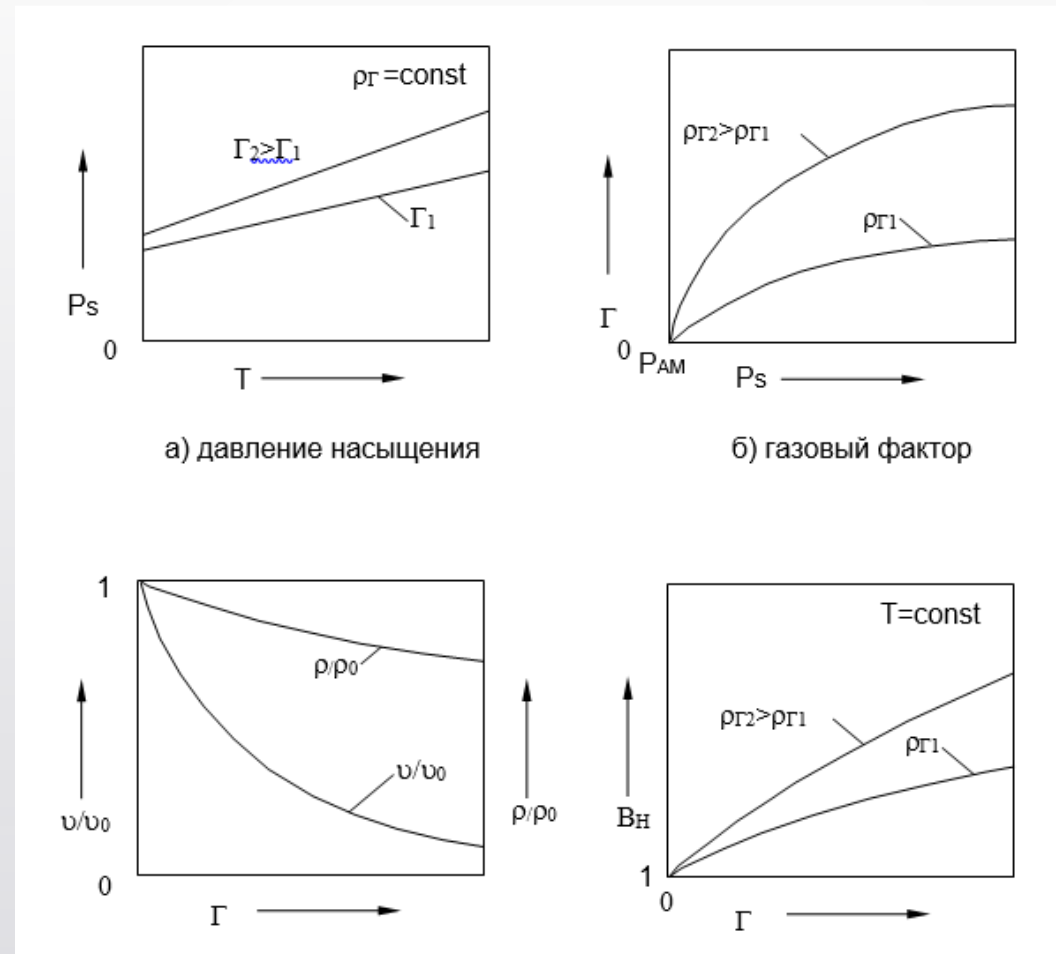 ρг =const
Г2>Г1
Г1
Ps
0
T
а) давление насыщения
ρг2>ρг1
ρг1
Г
0
PАМ
Ps
б) газовый фактор
1
ρ/ρ0
υ/υ0
υ/υ0
0
Г
ρ/ρ0
T=const
ρг2>ρг1
ρг1
Bн
1
0
Г